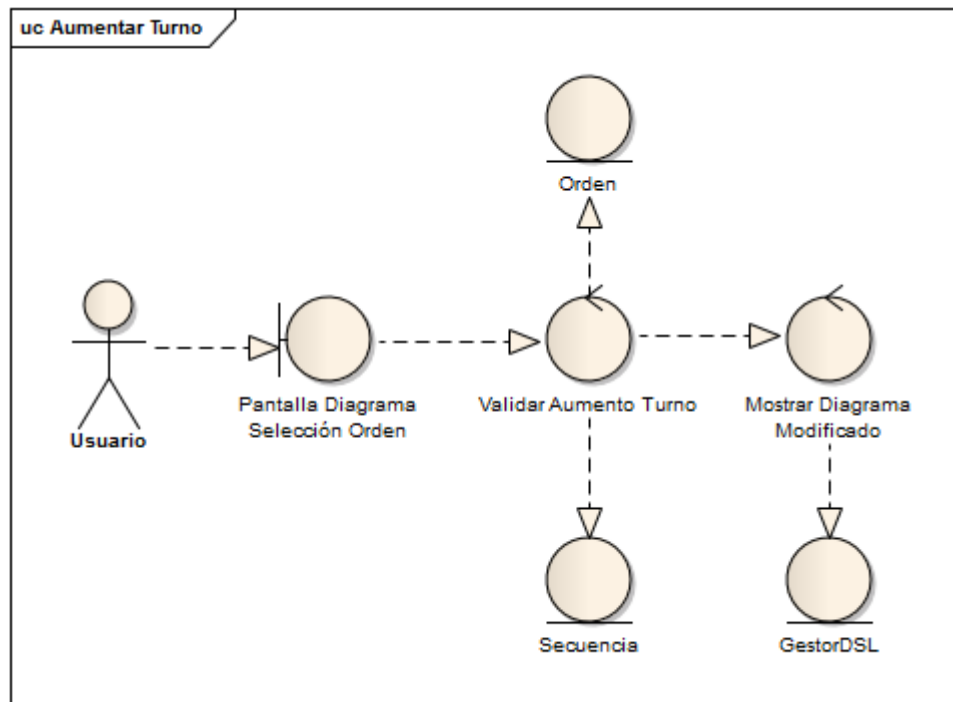 uc Aumentar Turno
Orden
Usuario
Pantalla Diagrama
Selección Orden
Validar Aumento Turno
Mostrar Diagrama
Modificado
Secuencia
GestorDSL